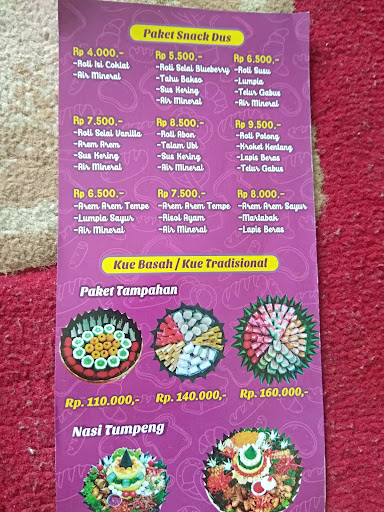 Paket Snack Dus
Rp 4.000,-
-Roti Isi Coklat
-Air Mineral
Rp 5.500,-
-Roti Selai Blueberry
-Tahu Bakso
-Sus Kering
-Air Mineral
Rp 6.500,-
-Roti Susu
-Lumpia
-Telur Gabus
-Air Mineral
Rp 7.500,-
-Roti Selai Vanilla
-Arem Arem
-Sus Kering
-Air Mineral
Rp 8.500,-
-Roti Abon
-Talam Ubi
-Sus Kering
-Air Mineral
Rp 9.500,-
-Roti Potong
-Kroket Kentang
-Lapis Beras
-Telur Gabus
Rp 6.500,-
-Arem Arem Tempe
-Lumpia Sayur
-Air Mineral
Rp 7.500,-
-Arem Arem Tempe
-Risol Ayam
-Air Mineral
Rp 8.000,-
-Arem Arem Sayur
-Martabak
-Lapis Beras
Kue Basah / Kue Tradisional
Paket Tampahan
Rp. 110.000,-
Rp. 140.000,-
Rp. 160.000,-
Nasi Tumpeng